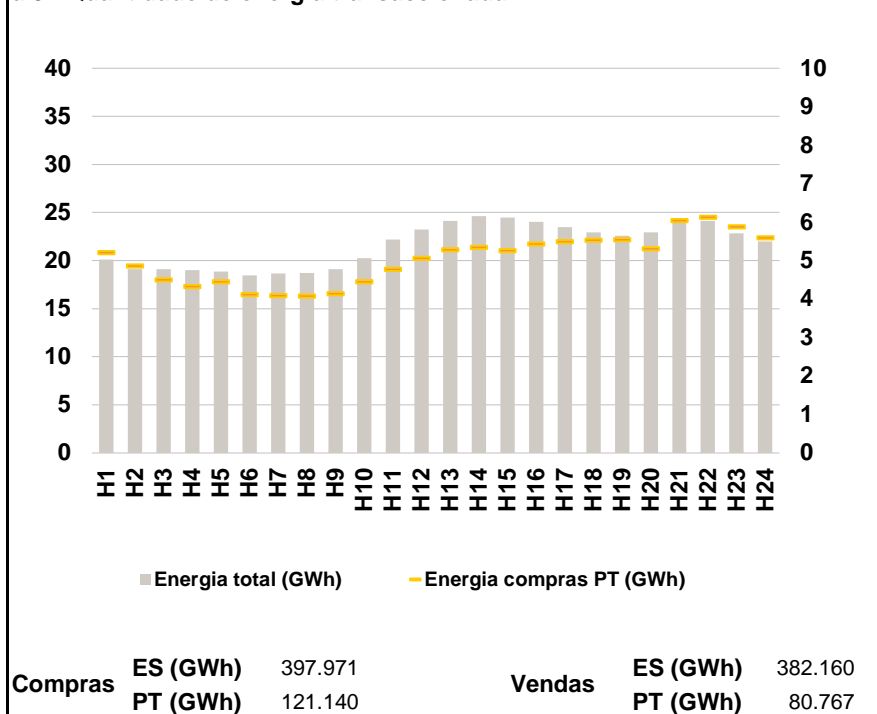 40 10
35 9
30 8
25 7
20 6
15 5
10 4
5 3
0 2
1
0
H1 H2 H3 H4 H5 H6 H7 H8 H9 H10 H11 H12 H13 H14 H15 H16 H17 H18 H19 H20 H21 H22 H23 H24
Energia total (GWh) Energia compras PT (GWh)
Compras ES (GWh) 397.971 Vendas ES (GWh) 382.160
PT (GWh) 121.140 PT (GWh) 80.767